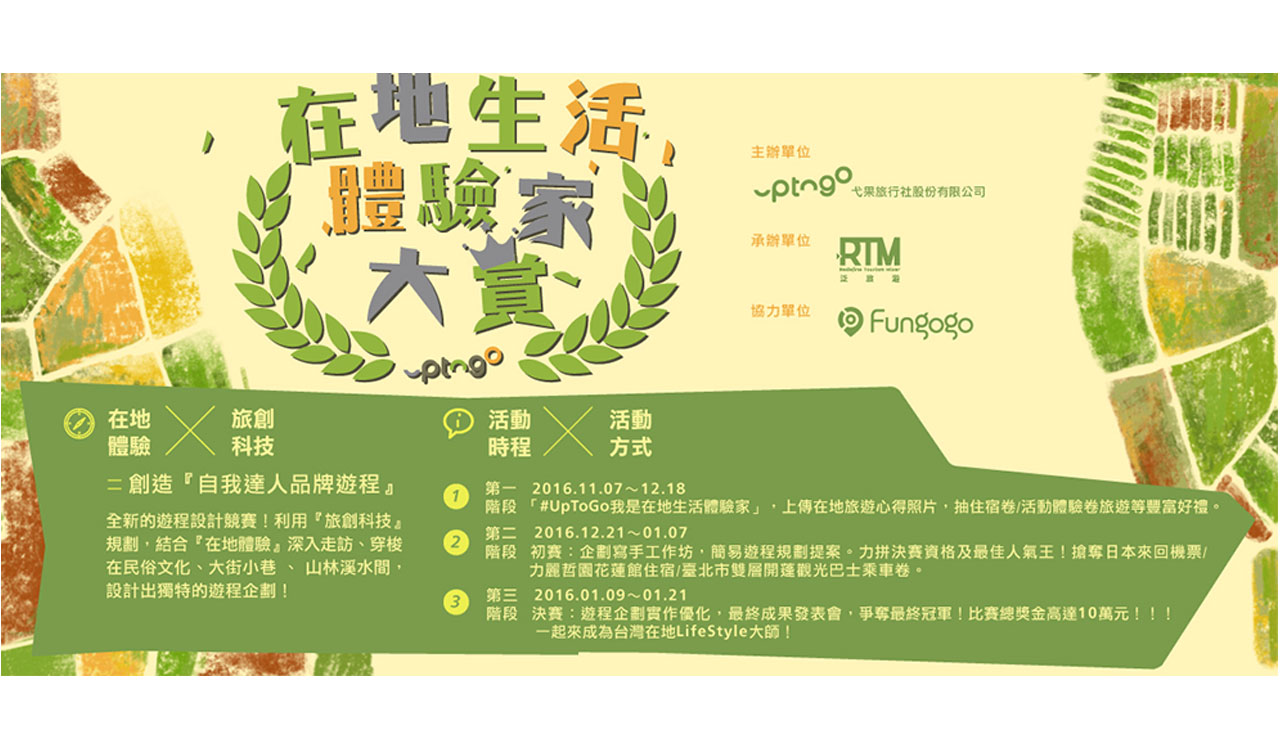 在地生活
體驗家
大賞
uptogo
主辦單位
uptogo 弋果旅行社股份有限公司
承辦單位
RTM
Redefine Tourism Mixer
泛旅遊
協力單位
Fungogo
在地體驗 × 旅創科技
=創造『自我達人品牌遊程』
全新的遊程設計競賽！利用『旅創科技』
規劃，結合『在地體驗』深入走訪、穿梭
在民俗文化、大街小巷 、 山林溪水間，
設計出獨特的遊程企劃！
活動時程 × 活動方式
1 第一階段 2016.11.07～12.18
「#UpToGo我是在地生活體驗家」，上傳在地旅遊心得照片，抽住宿卷/活動體驗卷旅遊等豐富好禮。
2 第二階段 2016.12.21～01.07
初賽：企劃寫手工作坊，簡易遊程規劃提案。力拼決賽資格及最佳人氣王！搶奪日本來回機票/
力麗哲園花蓮館住宿/臺北市雙層開蓬觀光巴士乘車卷。
3 第三階段 2016.01.09～01.21
決賽：遊程企劃實作優化，最終成果發表會，爭奪最終冠軍！比賽總獎金高達10萬元！！！
一起來成為台灣在地LifeStyle大師！